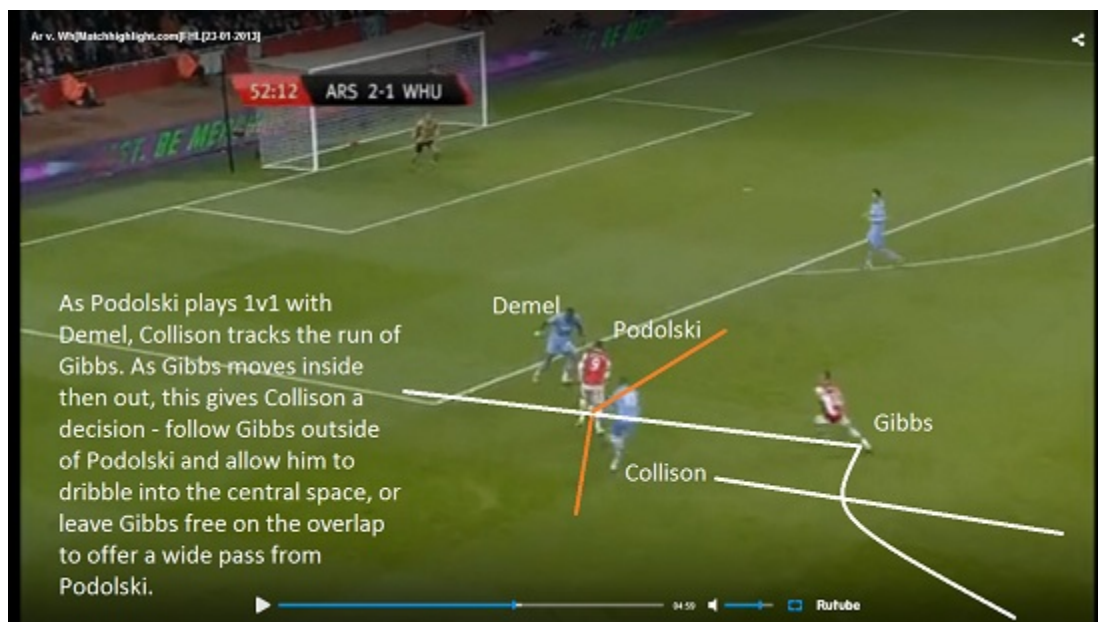 Ar v. Wh[Matchhighlight.com]FHL[23-01-2013]
52:12 ARS 2-1 WHU
Demel
Podolski
As Podolski plays 1v1 with
Demel, Collison tracks the run of
Gibbs. As Gibbs moves inside
then out, this gives Collison a
decision - follow Gibbs outside
of Podolski and allow him to
dribble into the central space, or
leave Gibbs free on the overlap
to offer a wide pass from
Podolski.
Gibbs
Collison
04:59
Rutube